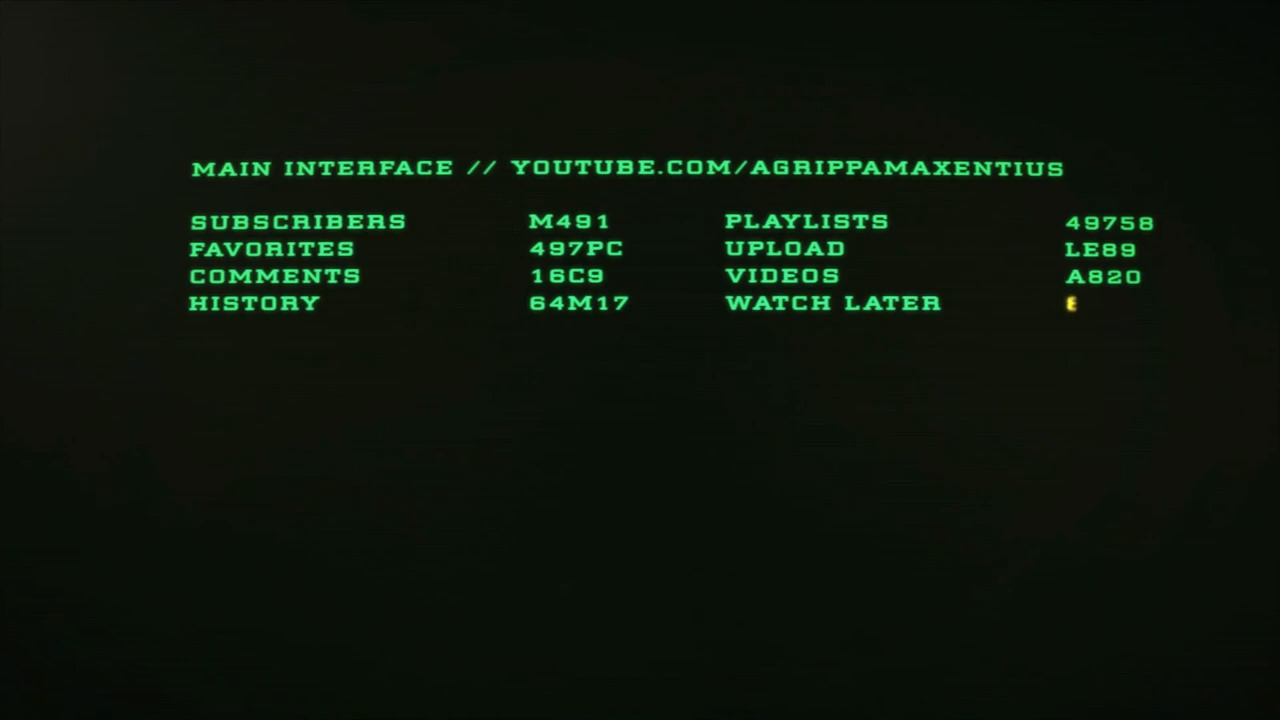 MAIN INTERFACE // YOUTUBE.COM/AGRIPPAMAXENTIUS
SUBSCRIBERS M491 PLAYLISTS 49758
FAVORITES 497PC UPLOAD LE89
COMMENTS 16C9 VIDEOS A820
HISTORY 64M17 WATCH LATER